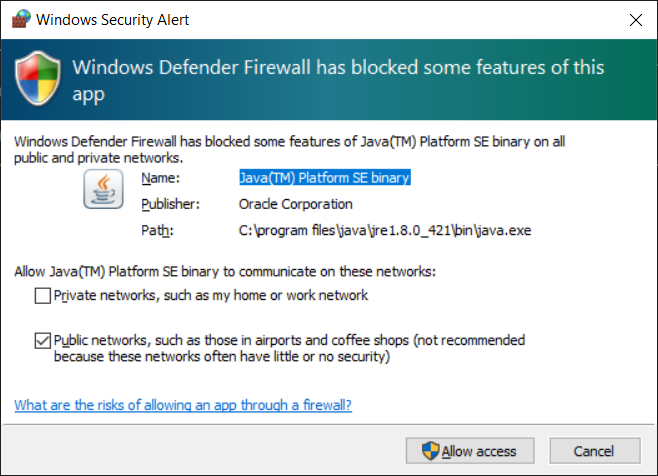 Windows Security Alert
Windows Defender Firewall has blocked some features of this
app
Windows Defender Firewall has blocked some features of Java(TM) Platform SE binary on all
public and private networks.
Name: Java(TM) Platform SE binary
Publisher: Oracle Corporation
Path: C:\program files\java\jre1.8.0_421\bin\java.exe
Allow Java(TM) Platform SE binary to communicate on these networks:
Private networks, such as my home or work network
Public networks, such as those in airports and coffee shops (not recommended
because these networks often have little or no security)
What are the risks of allowing an app through a firewall?
Allow access Cancel